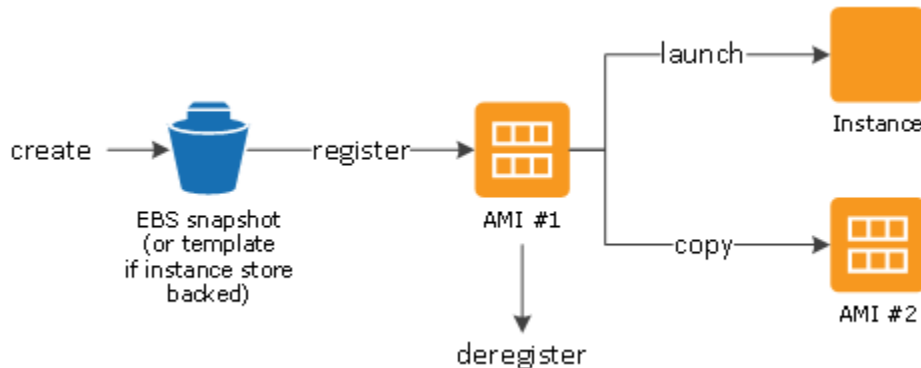 launch
Instance
create
register
EBS snapshot
(or template
if instance store
backed)
AMI #1
copy
AMI #2
deregister